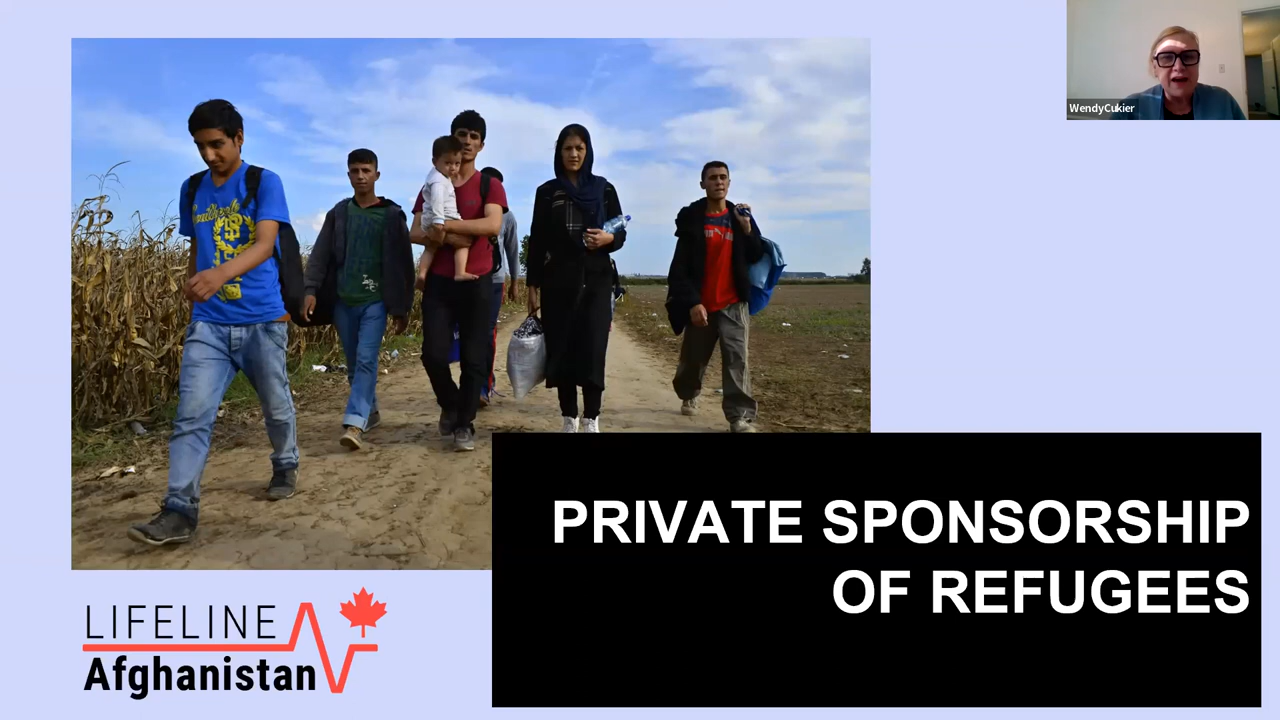 WendyCukier
PRIVATE SPONSORSHIP
OF REFUGEES
LIFELINE
Afghanistan